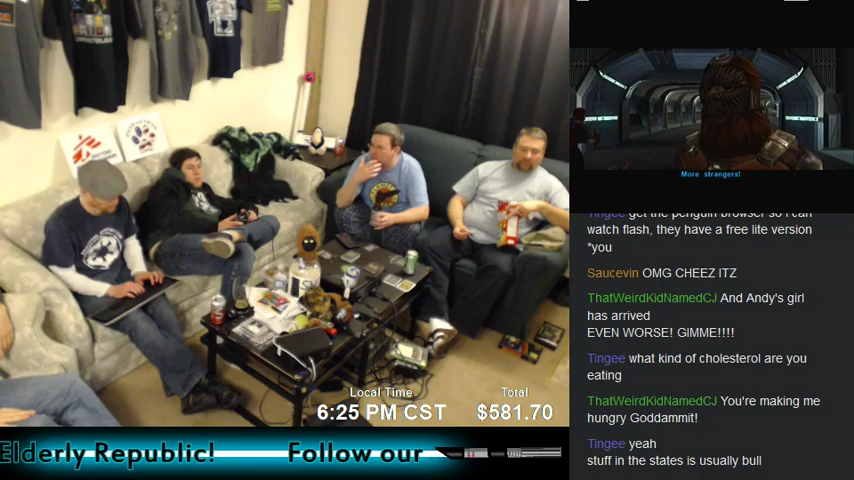 More strangers!
Tingee get the penguin browser so i can
watch flash, they have a free lite version
*you
Saucevin OMG CHEEZ ITZ
ThatWeirdKidNamedCJ And Andy's girl
has arrived
EVEN WORSE! GIMME!!!!
Tingee what kind of cholesterol are you
eating
ThatWeirdKidNamedCJ You're making me
hungry Goddammit!
Tingee yeah
stuff in the states is usually bull
Local Time
6:25 PM CST
Total
$581.70
Elderly Republic!
Follow our